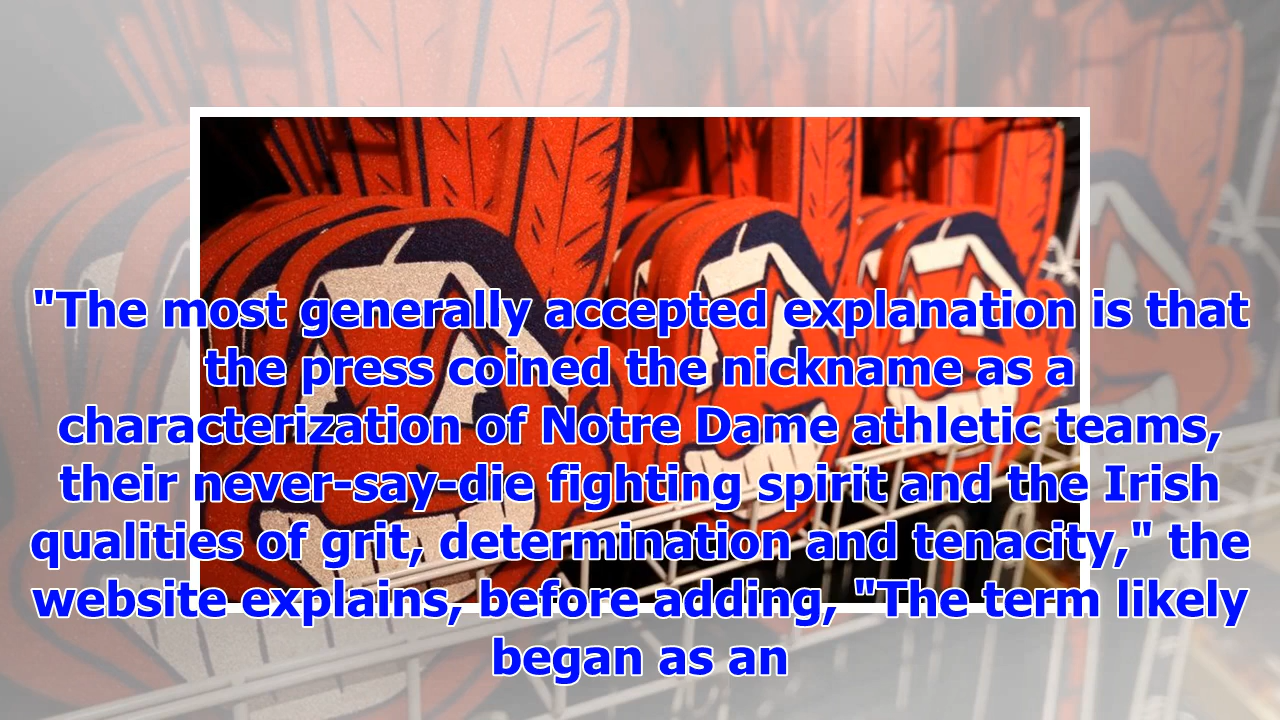 "The most generally accepted explanation is that
the press coined the nickname as a
characterization of Notre Dame athletic teams,
their never-say-die fighting spirit and the Irish
qualities of grit, determination and tenacity," the
website explains, before adding, "The term likely
began as an